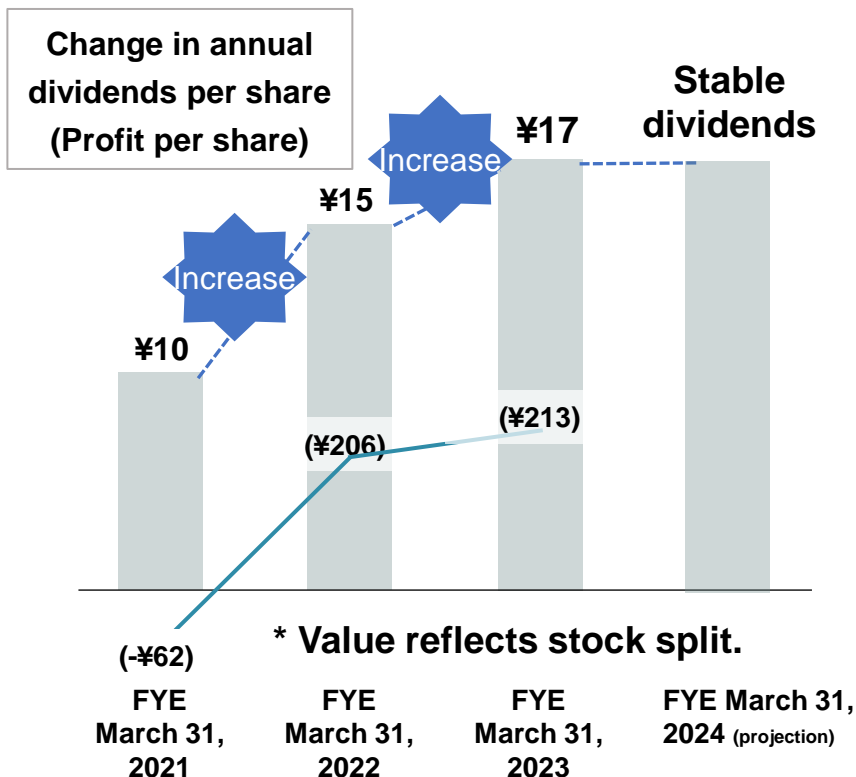 Change in annual
dividends per share
(Profit per share)
Stable
dividends
¥17
Increase
¥15
Increase
¥10
(¥213)
(¥206)
(-¥62)
* Value reflects stock split.
FYE
March 31,
2021
FYE
March 31,
2022
FYE
March 31,
2023
FYE March 31,
2024 (projection)